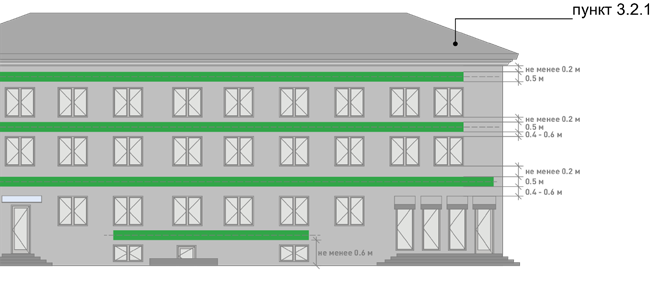 пункт 3.2.1
не менее 0.2 м
0.5 м
не менее 0.2 м
0.5 м
0.4 - 0.6 м
не менее 0.2 м
0.5 м
0.4 - 0.6 м
не менее 0.6 м